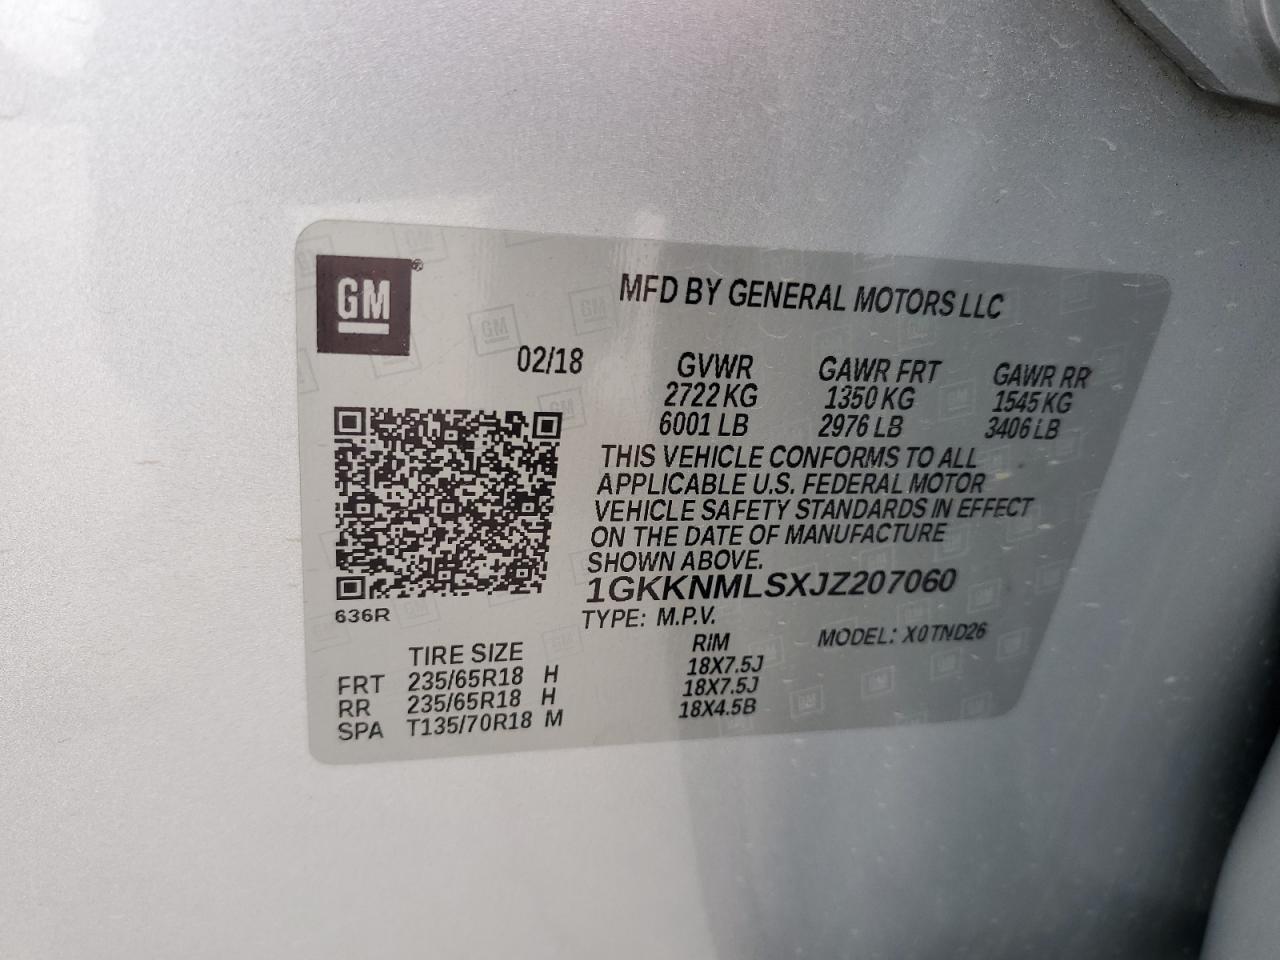 GM
MFD BY GENERAL MOTORS LLC
02/18
GVWR GAWR FRT GAWR RR
2722 KG 1350 KG 1545 KG
6001 LB 2976 LB 3406 LB
THIS VEHICLE CONFORMS TO ALL
APPLICABLE U.S. FEDERAL MOTOR
VEHICLE SAFETY STANDARDS IN EFFECT
ON THE DATE OF MANUFACTURE
SHOWN ABOVE.
1GKKNMLSXJZ207060
636R
TYPE: M.P.V. MODEL: X0TND26
TIRE SIZE RIM
FRT 235/65R18 H 18X7.5J
RR 235/65R18 H 18X7.5J
SPA T135/70R18 M 18X4.5B